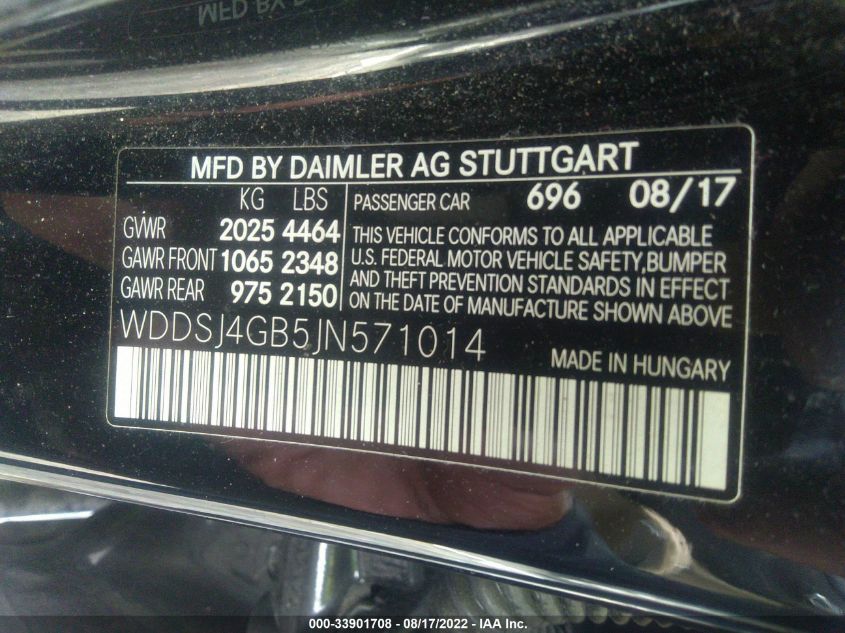 MFD BY D
MFD BY DAIMLER AG STUTTGART
KG LBS
GVWR 2025 4464
GAWR FRONT 1065 2348
GAWR REAR 975 2150
PASSENGER CAR 696 08/17
THIS VEHICLE CONFORMS TO ALL APPLICABLE
U.S. FEDERAL MOTOR VEHICLE SAFETY,BUMPER
AND THEFT PREVENTION STANDARDS IN EFFECT
ON THE DATE OF MANUFACTURE SHOWN ABOVE.
WDDSJ4GB5JN571014
MADE IN HUNGARY
000-33901708 - 08/17/2022 - IAA Inc.